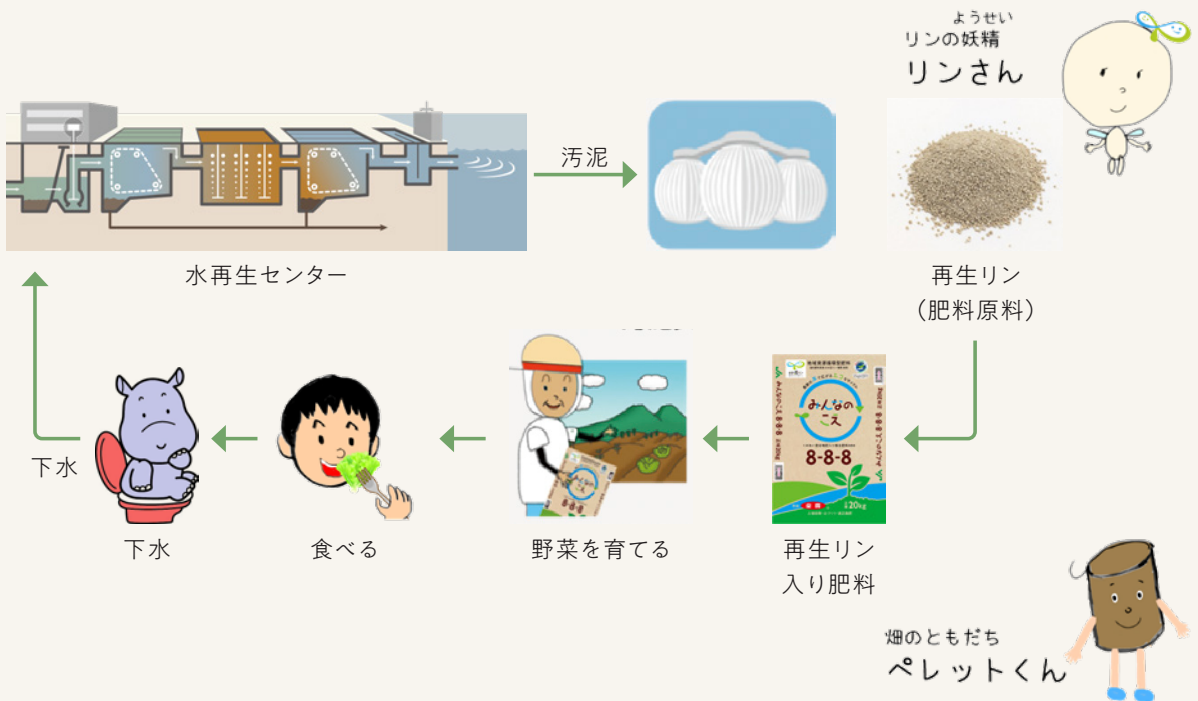 ようせい
リンの妖精
リンさん
汚泥
水再生センター
再生リン
(肥料原料)
下水
みんなの
こえ
8-8-8
20kg
8-8-8
下水
食べる
野菜を育てる
再生リン
入り肥料
畑のともだち
ペレットくん